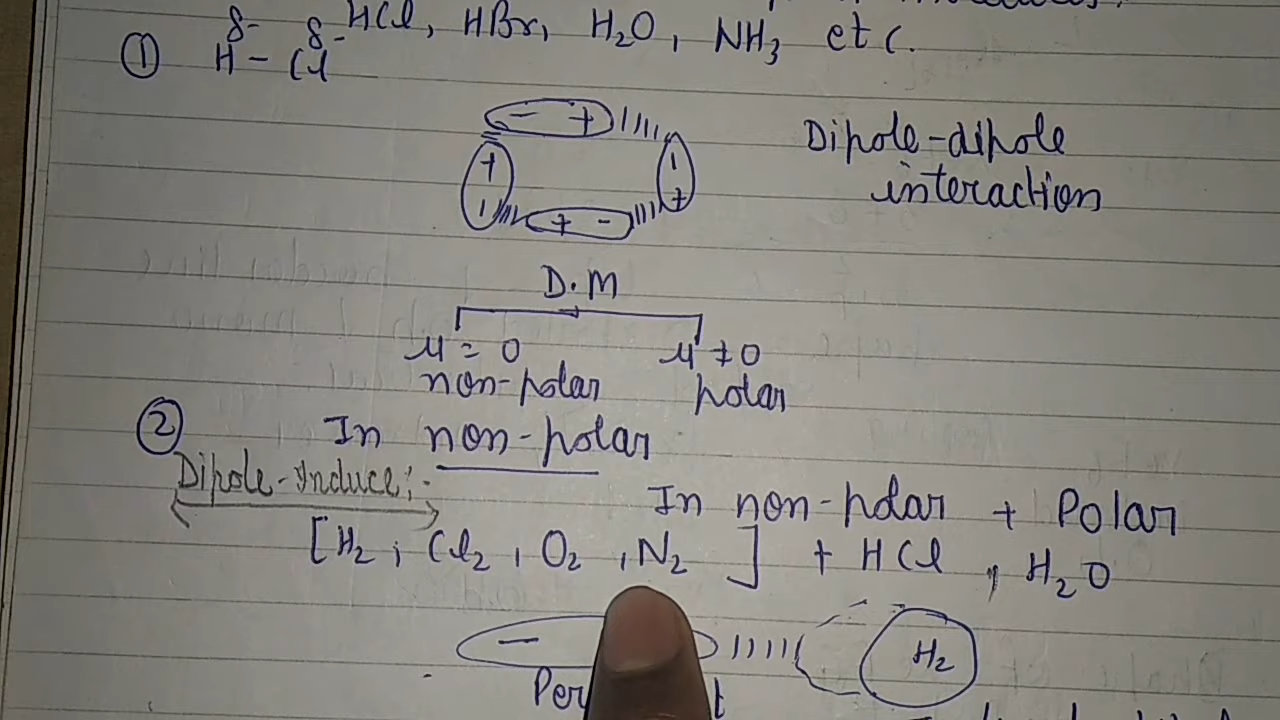 HCl, HBr, H₂O, NH₃ etc.
① δ- δ-
H - Cl
- +
+ -
- +
+ -
Dipole-dipole
interaction
D.M
μ = 0 μ ≠ 0
non-polar polar
② In non-polar
Dipole-Induce:-
In non-polar + Polar
[H₂, Cl₂, O₂, N₂] + HCl, H₂O
- H₂